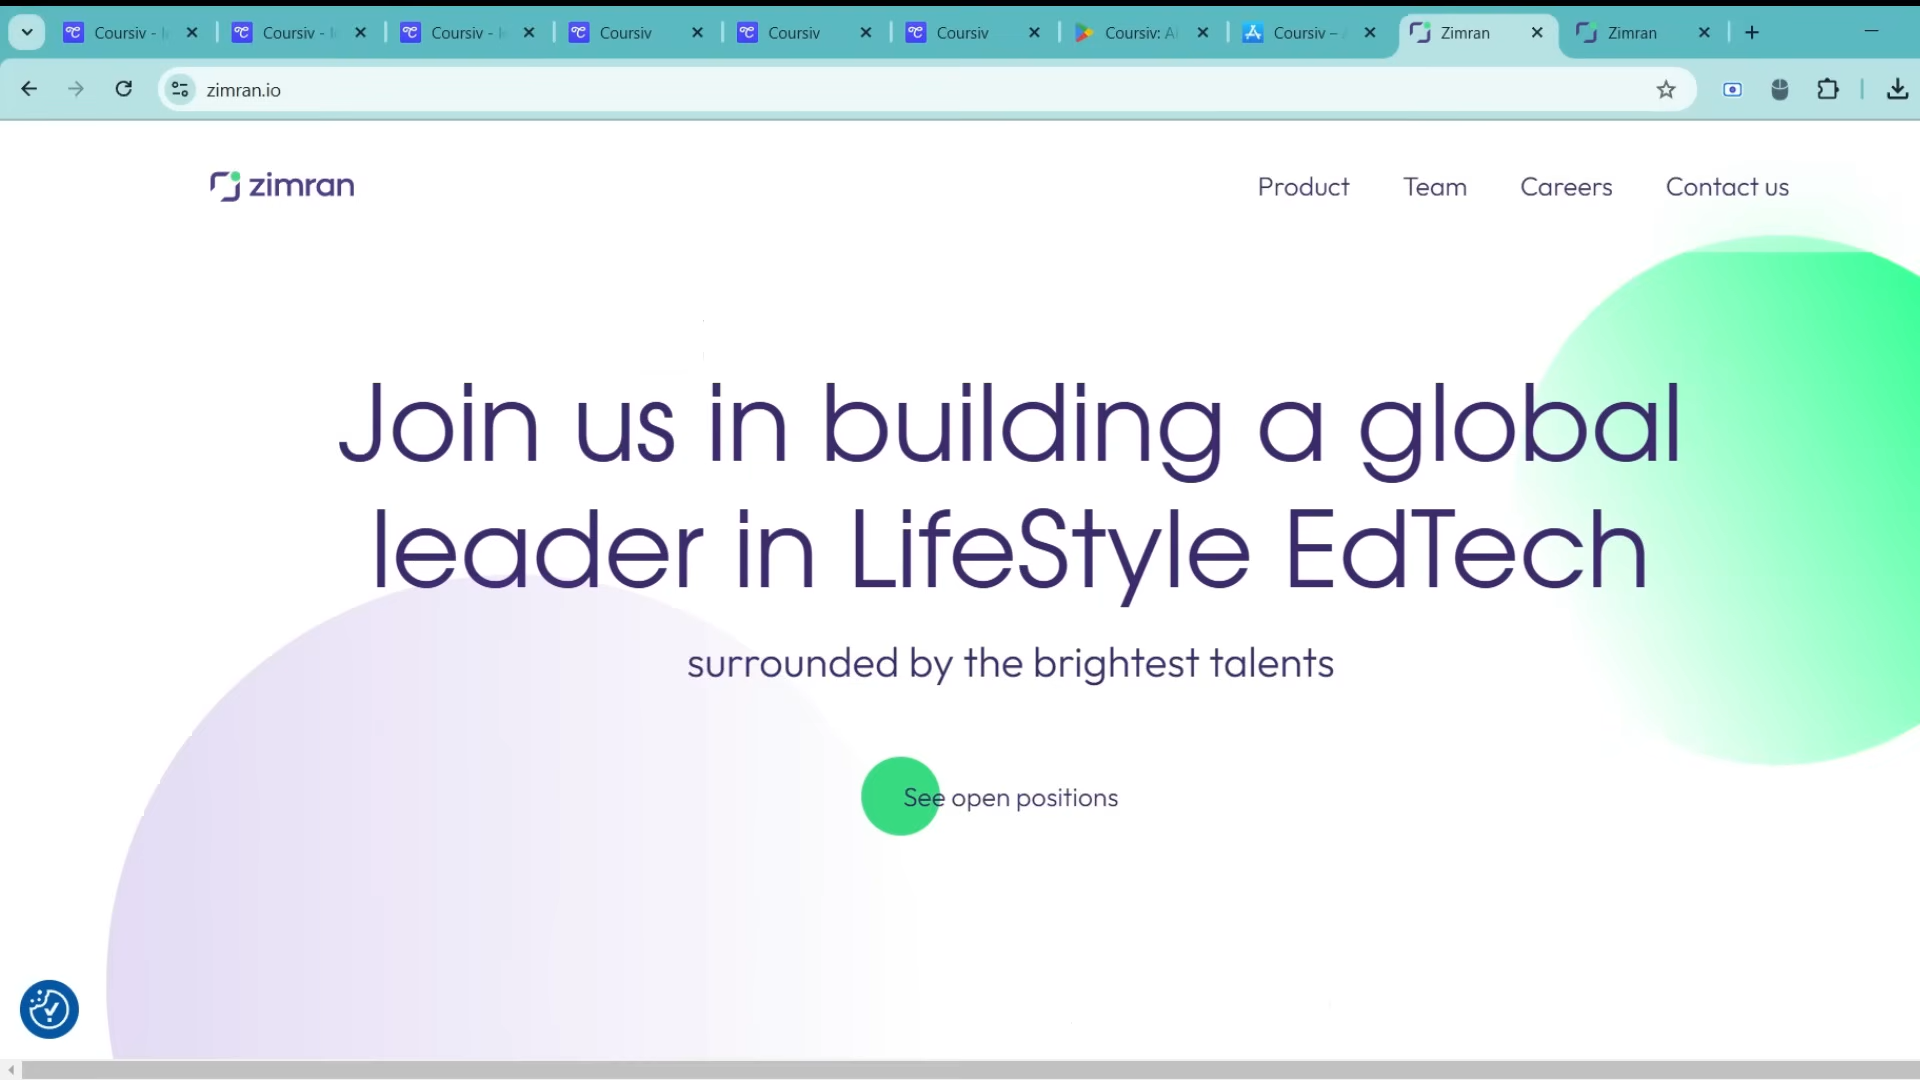 Coursiv - I
Coursiv - I
Coursiv - I
Coursiv
Coursiv
Coursiv
Coursiv: AI
Coursiv –
Zimran
Zimran
zimran.io
zimran
Product
Team
Careers
Contact us
Join us in building a global
leader in LifeStyle EdTech
surrounded by the brightest talents
See open positions